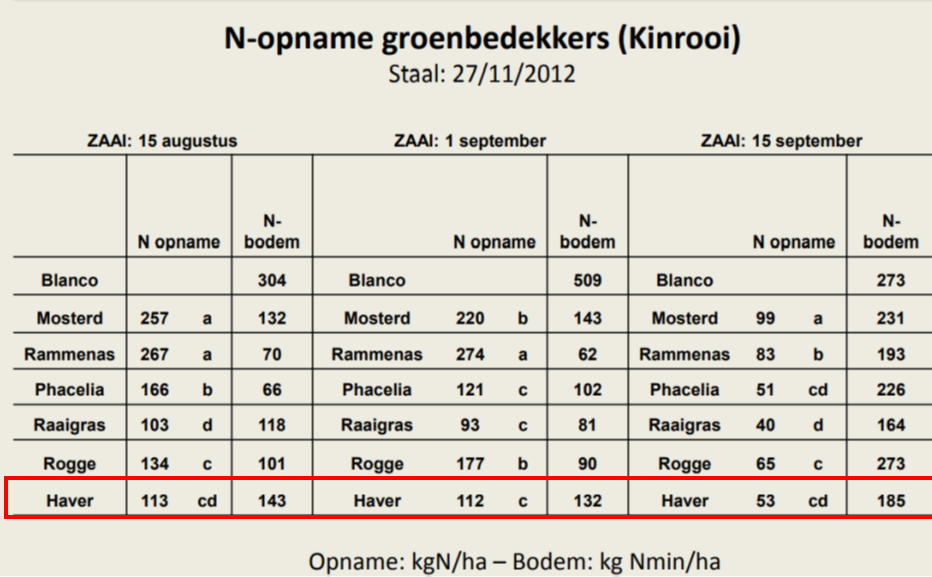 N-opname groenbedekkers (Kinrooi)
Staal: 27/11/2012
ZAAI: 15 augustus ZAAI: 1 september ZAAI: 15 september
N- N- N-
N opname bodem N opname bodem N opname bodem
Blanco 304 Blanco 509 Blanco 273
Mosterd 257 a 132 Mosterd 220 b 143 Mosterd 99 a 231
Rammenas 267 a 70 Rammenas 274 a 62 Rammenas 83 b 193
Phacelia 166 b 66 Phacelia 121 c 102 Phacelia 51 cd 226
Raaigras 103 d 118 Raaigras 93 c 81 Raaigras 40 d 164
Rogge 134 c 101 Rogge 177 b 90 Rogge 65 c 273
Haver 113 cd 143 Haver 112 c 132 Haver 53 cd 185
Opname: kgN/ha – Bodem: kg Nmin/ha